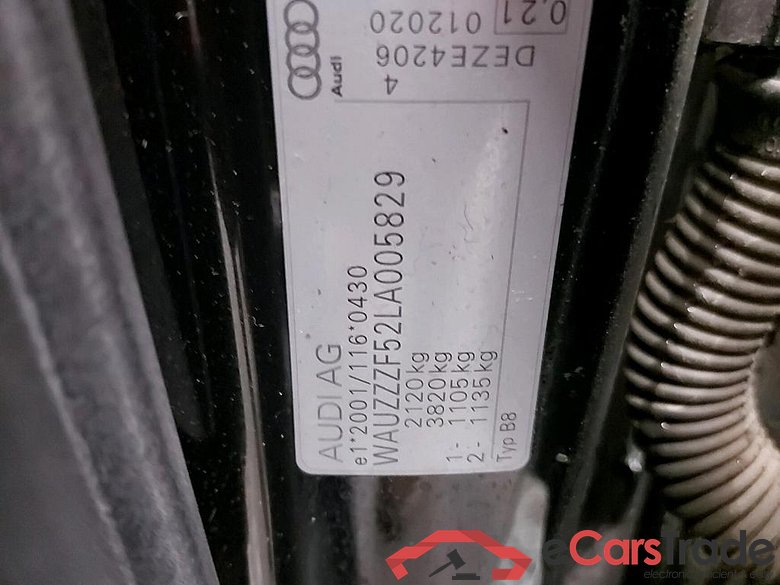 AUDI AG
e1*2001/116*0430
WAUZZZF52LA005829
2120kg
3820kg
1- 1105kg
2- 1135kg
Typ B8
Audi
4
DEZE4206
012020
0,21
eCarsTrade